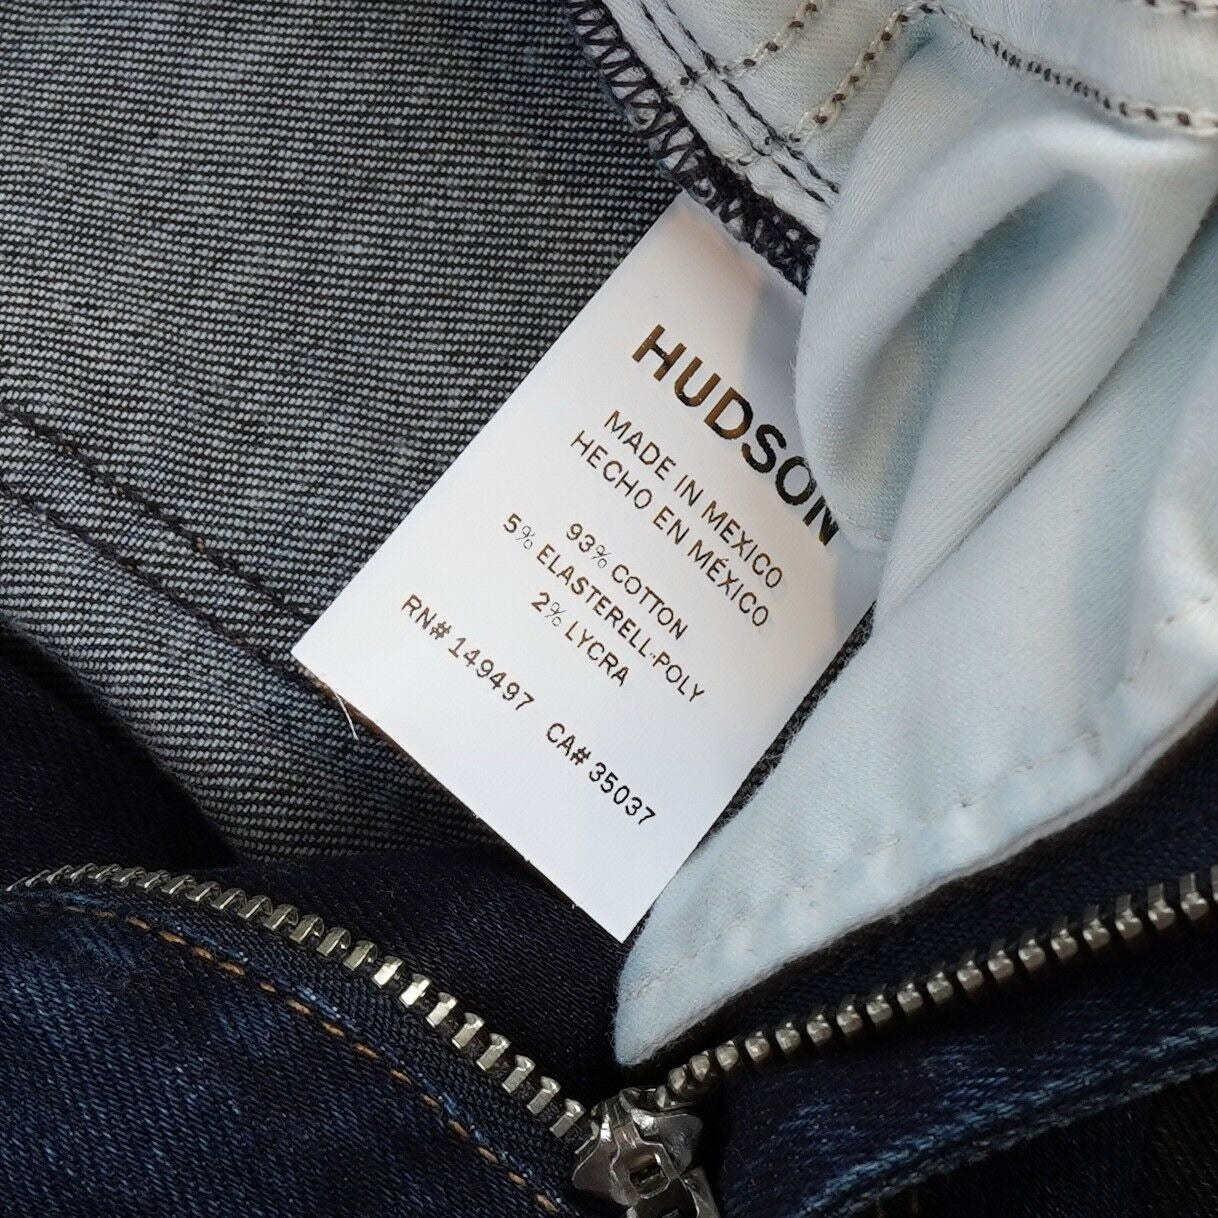 HUDSON
MADE IN MEXICO
HECHO EN MÉXICO
93% COTTON
5% ELASTERELL-POLY
2% LYCRA
RN# 149497 CA# 35037